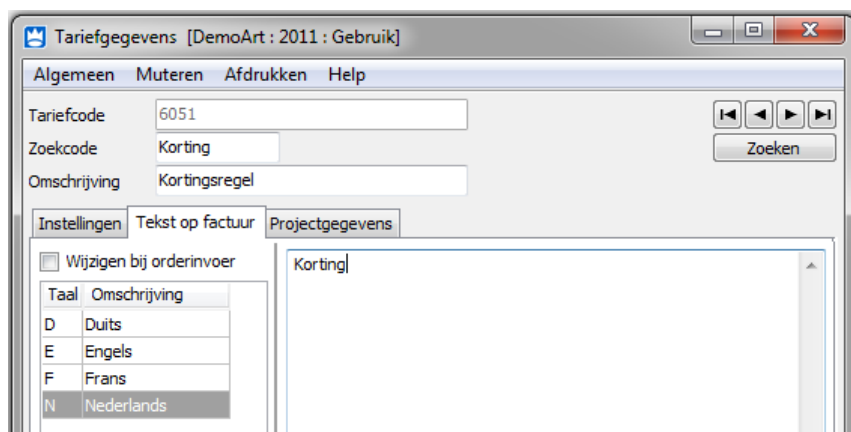 Tariefgegevens [DemoArt : 2011 : Gebruik]
Algemeen Muteren Afdrukken Help
Tariefcode 6051
Zoekcode Korting Zoeken
Omschrijving Kortingsregel
Instellingen Tekst op factuur Projectgegevens
Wijzigen bij orderinvoer Korting
Taal Omschrijving
D Duits
E Engels
F Frans
N Nederlands